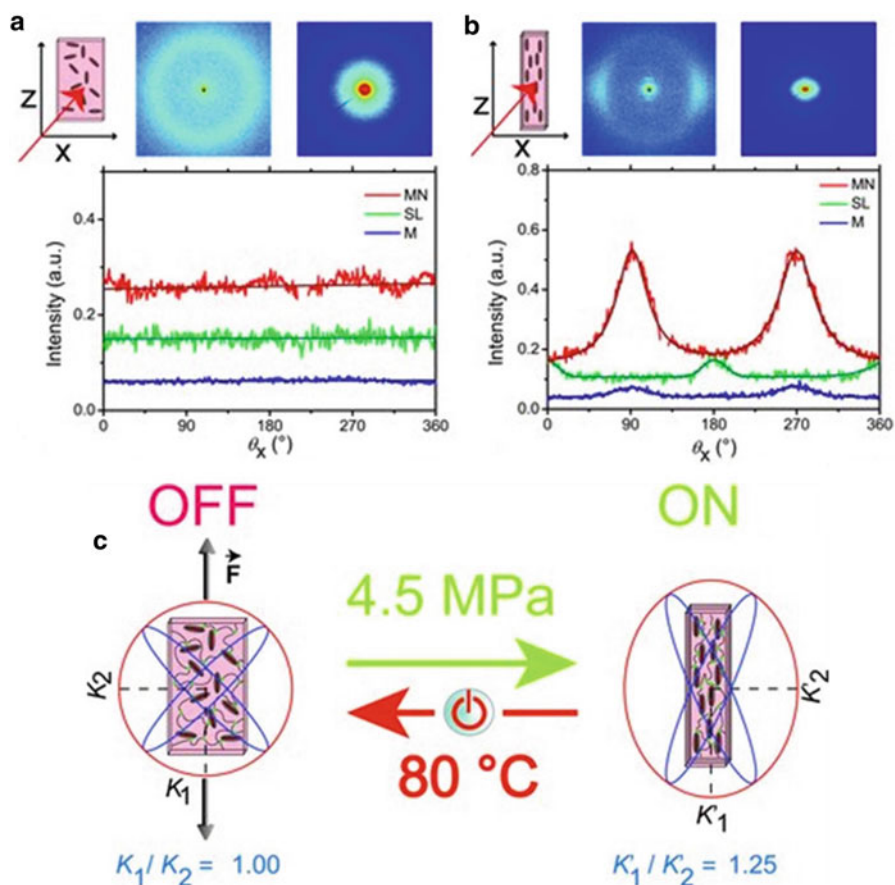 a
Z
X
b
Z
X
Intensity (a.u.)
0.4
0.2
0.0
MN
SL
M
0
90
180
270
360
θX (°)
Intensity (a.u.)
0.8
0.6
0.4
0.2
0.0
MN
SL
M
0
90
180
270
360
θX (°)
OFF
ON
c
F
4.5 MPa
80 °C
K2
K1
K'2
K'1
K1 / K2 = 1.00
K'1 / K'2 = 1.25